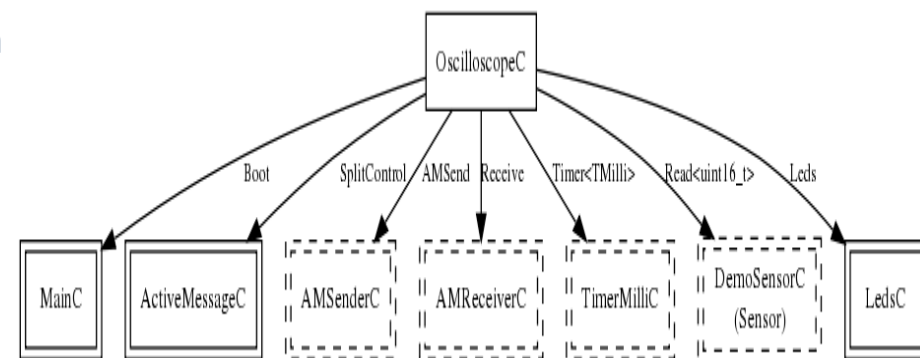 OscilloscopeC
Boot
SplitControl
AMSend
Receive
Timer<TMilli>
Read<uint16_t>
Leds
MainC
ActiveMessageC
AMSenderC
AMReceiverC
TimerMilliC
DemoSensorC
(Sensor)
LedsC